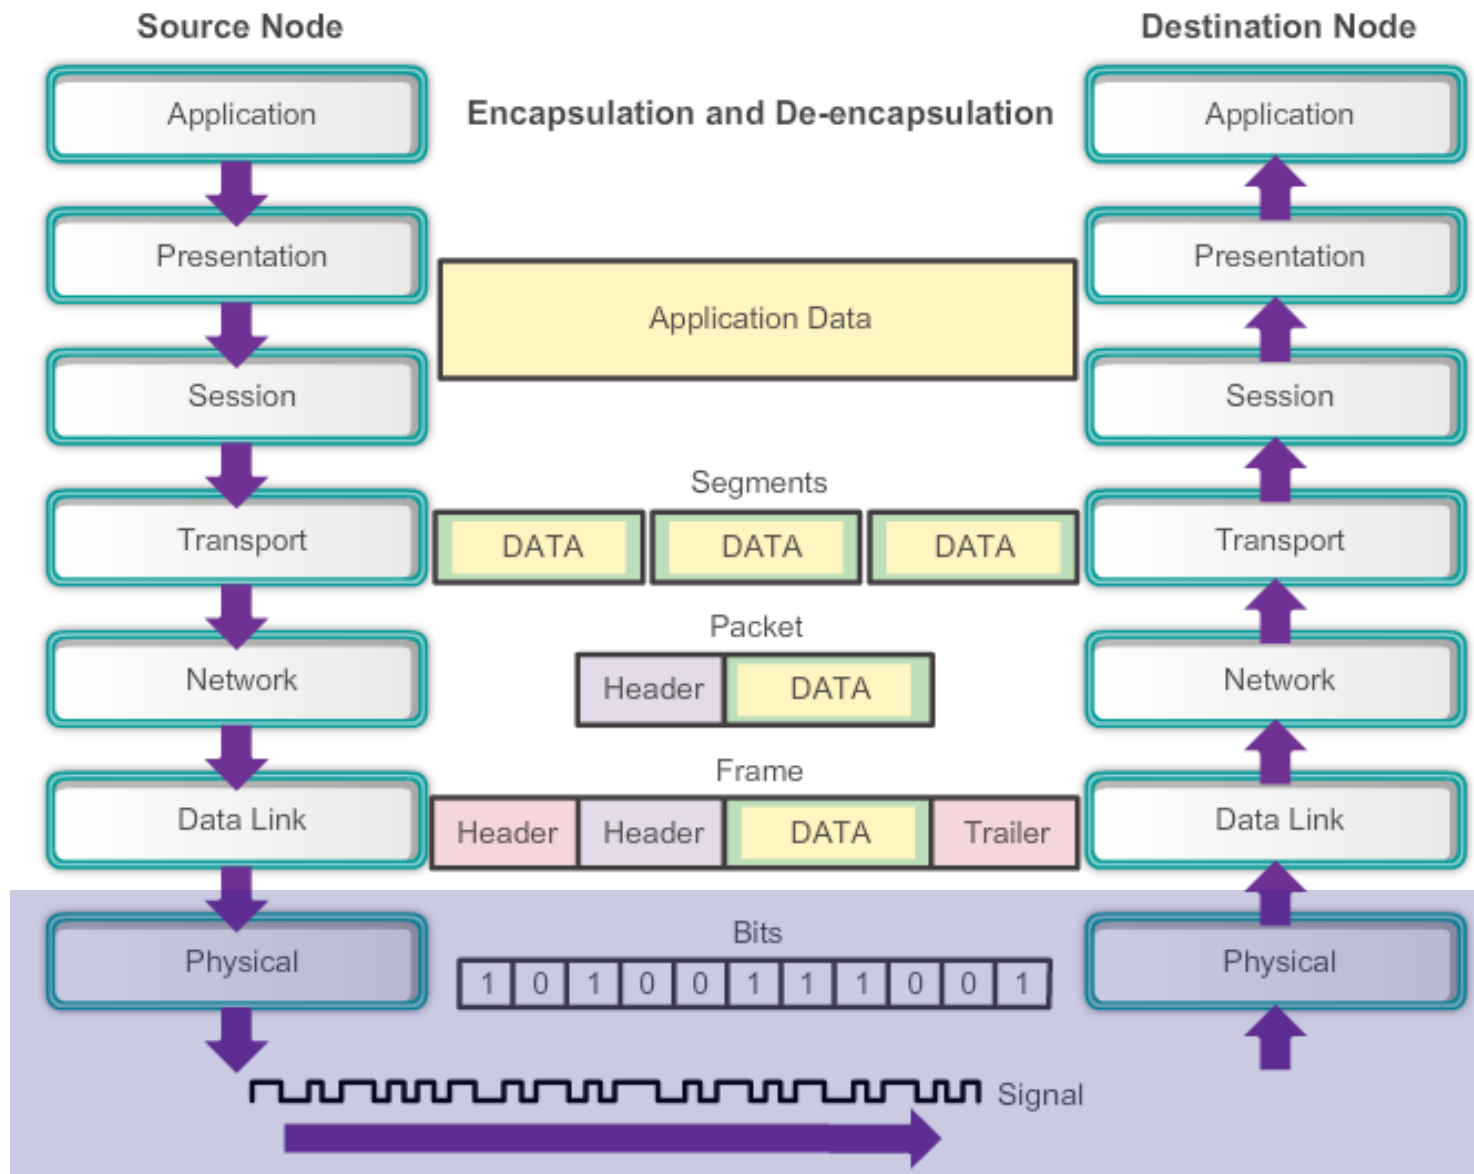 Source Node
Destination Node
Application
Encapsulation and De-encapsulation
Application
Presentation
Presentation
Application Data
Session
Session
Segments
Transport
DATA
DATA
DATA
Transport
Packet
Network
Header
DATA
Network
Frame
Data Link
Header
Header
DATA
Trailer
Data Link
Bits
Physical
1 0 1 0 0 1 1 1 0 0 1
Physical
Signal